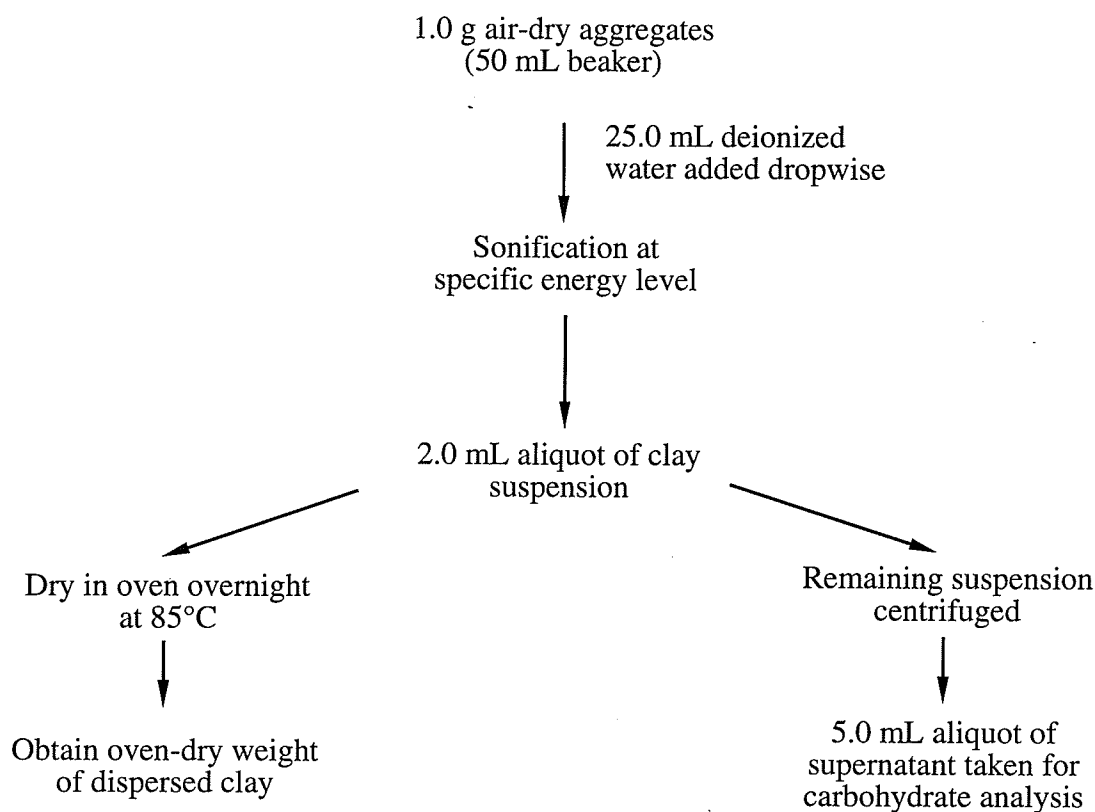 1.0 g air-dry aggregates
(50 mL beaker)
25.0 mL deionized
water added dropwise
Sonification at
specific energy level
2.0 mL aliquot of clay
suspension
Dry in oven overnight
at 85°C
Obtain oven-dry weight
of dispersed clay
Remaining suspension
centrifuged
5.0 mL aliquot of
supernatant taken for
carbohydrate analysis